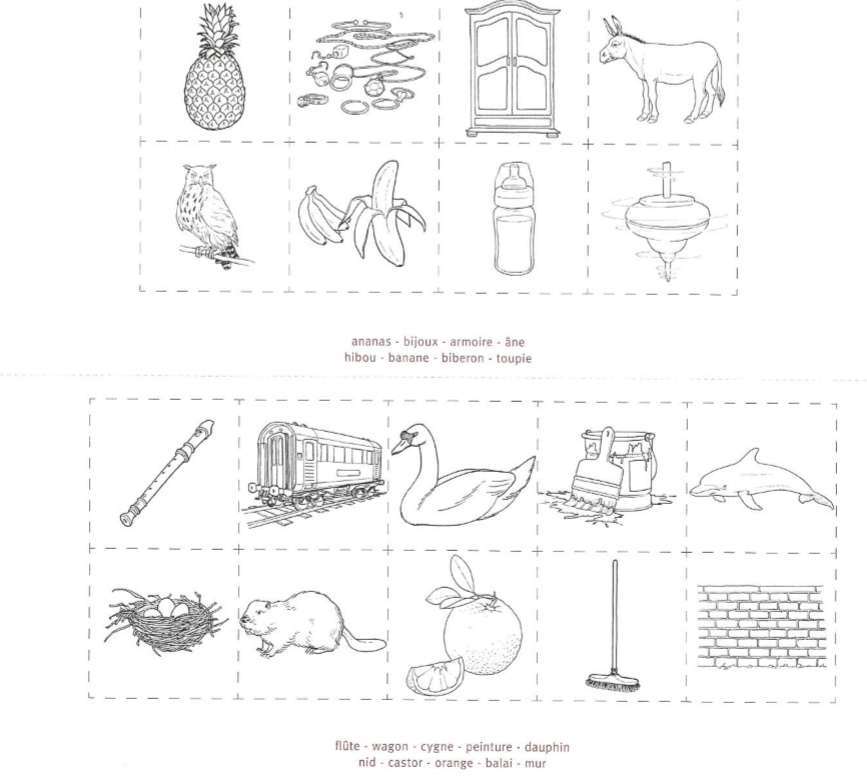 ananas - bijoux - armoire - âne
hibou - banane - biberon - toupie
flûte - wagon - cygne - peinture - dauphin
nid - castor - orange - balai - mur